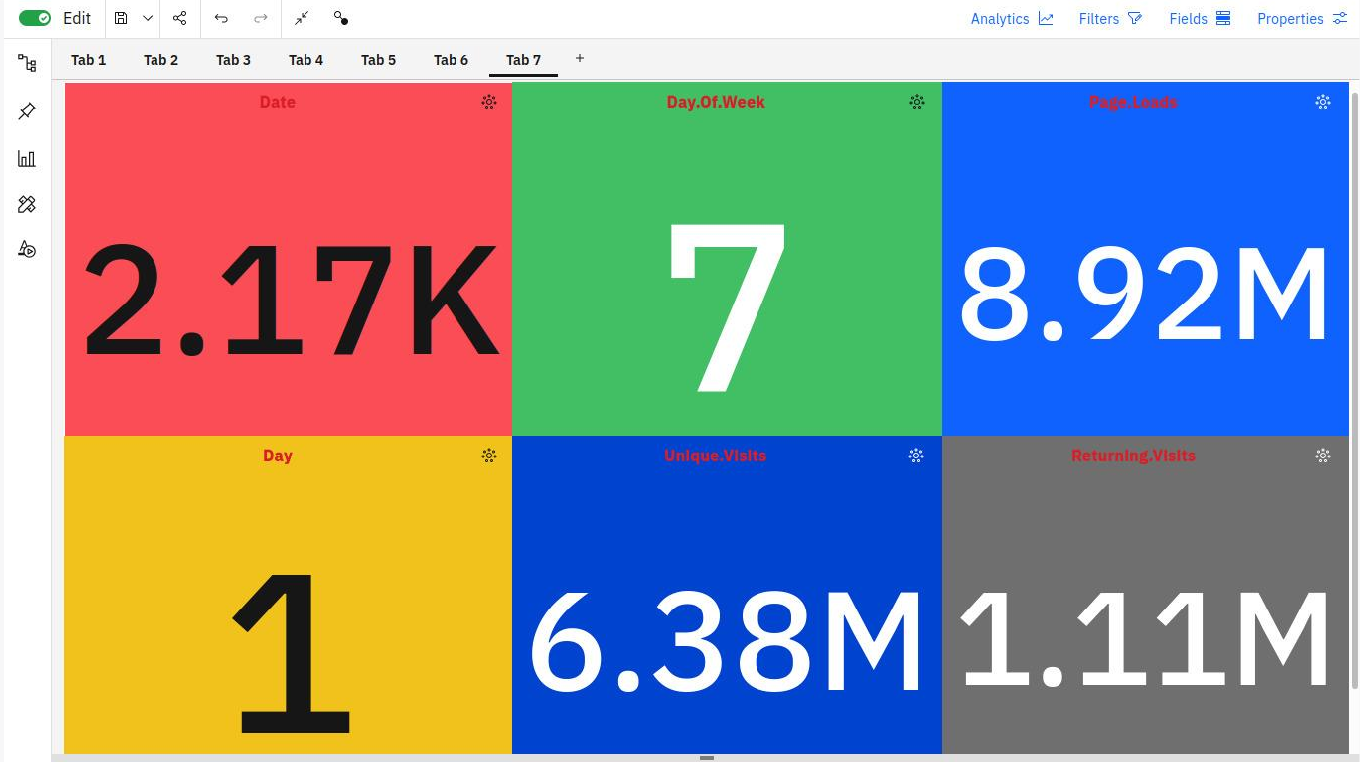 Edit
Analytics Filters Fields Properties
Tab 1 Tab 2 Tab 3 Tab 4 Tab 5 Tab 6 Tab 7 +
Date Day.Of.Week Page.Loads
2.17K 7 8.92M
Day Unique.Visits Returning.Visits
1 6.38M 1.11M